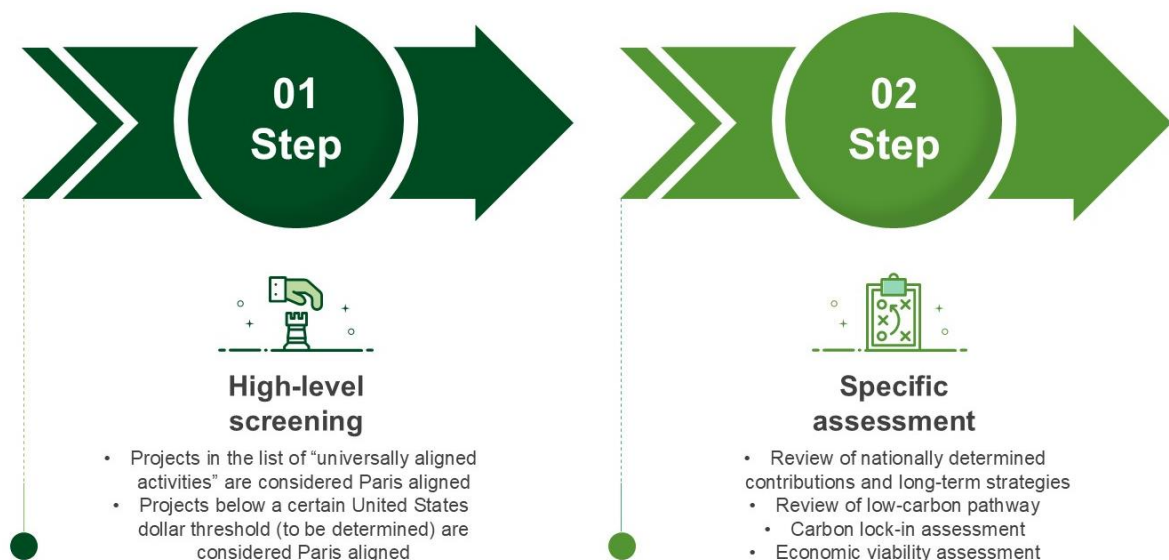 01
Step
High-level
screening
• Projects in the list of “universally aligned
activities” are considered Paris aligned
• Projects below a certain United States
dollar threshold (to be determined) are
considered Paris aligned
02
Step
Specific
assessment
• Review of nationally determined
contributions and long-term strategies
• Review of low-carbon pathway
• Carbon lock-in assessment
• Economic viability assessment